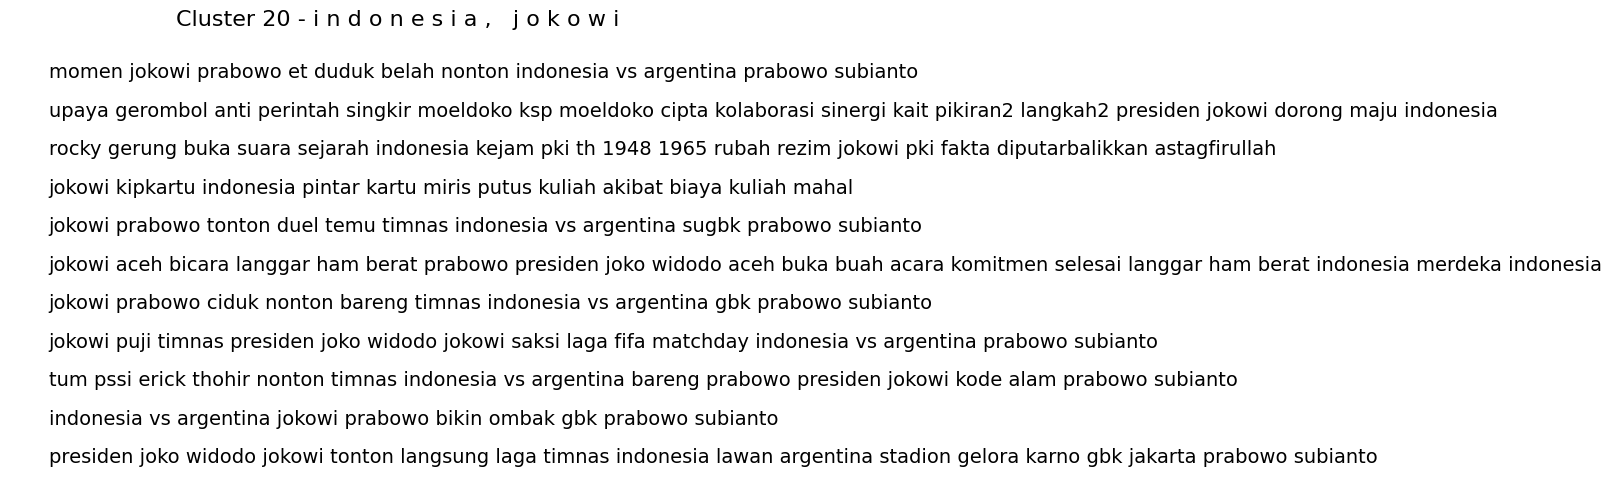 Cluster 20 - i n d o n e s i a ,   j o k o w i
momen jokowi prabowo et duduk belah nonton indonesia vs argentina prabowo subianto
upaya gerombol anti perintah singkir moeldoko ksp moeldoko cipta kolaborasi sinergi kait pikiran2 langkah2 presiden jokowi dorong maju indonesia
rocky gerung buka suara sejarah indonesia kejam pki th 1948 1965 rubah rezim jokowi pki fakta diputarbalikkan astagfirullah
jokowi kipkartu indonesia pintar kartu miris putus kuliah akibat biaya kuliah mahal
jokowi prabowo tonton duel temu timnas indonesia vs argentina sugbk prabowo subianto
jokowi aceh bicara langgar ham berat prabowo presiden joko widodo aceh buka buah acara komitmen selesai langgar ham berat indonesia merdeka indonesia
jokowi prabowo ciduk nonton bareng timnas indonesia vs argentina gbk prabowo subianto
jokowi puji timnas presiden joko widodo jokowi saksi laga fifa matchday indonesia vs argentina prabowo subianto
tum pssi erick thohir nonton timnas indonesia vs argentina bareng prabowo presiden jokowi kode alam prabowo subianto
indonesia vs argentina jokowi prabowo bikin ombak gbk prabowo subianto
presiden joko widodo jokowi tonton langsung laga timnas indonesia lawan argentina stadion gelora karno gbk jakarta prabowo subianto